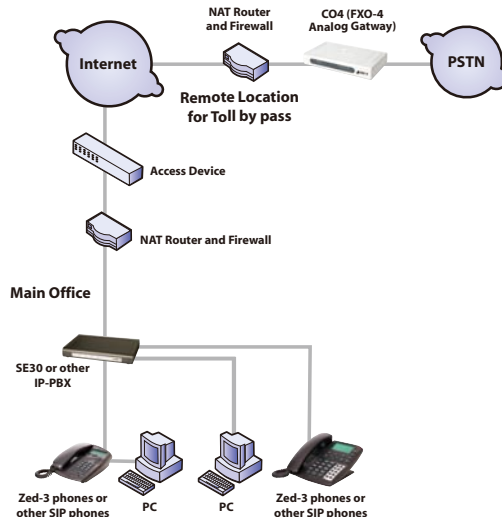 NAT Router
and Firewall
CO4 (FXO-4
Analog Gatway)
Internet
PSTN
Remote Location
for Toll by pass
Access Device
NAT Router and Firewall
Main Office
SE30 or other
IP-PBX
Zed-3 phones or
other SIP phones
PC
PC
Zed-3 phones or
other SIP phones